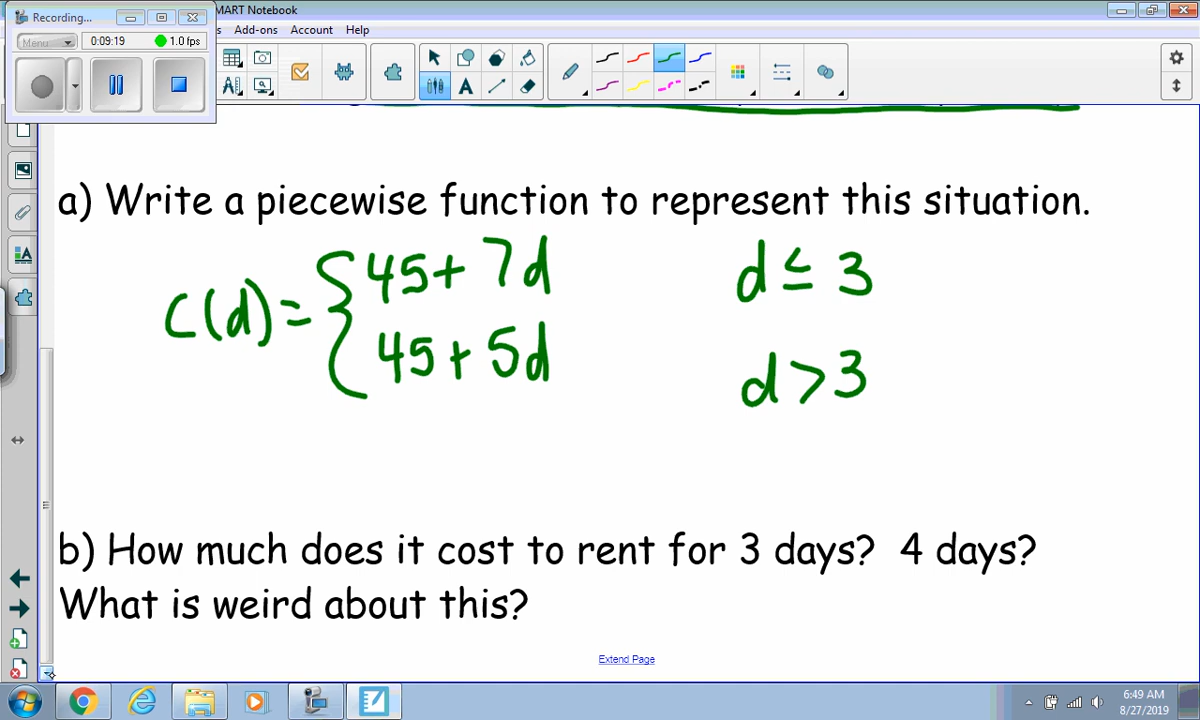 Recording...
MART Notebook
Menu
0:09:19
1.0 fps
s Add-ons Account Help
a) Write a piecewise function to represent this situation.
C(d)= { 45+ 7d d ≤ 3
45+ 5d d > 3
b) How much does it cost to rent for 3 days? 4 days?
What is weird about this?
Extend Page
6:49 AM
8/27/2019